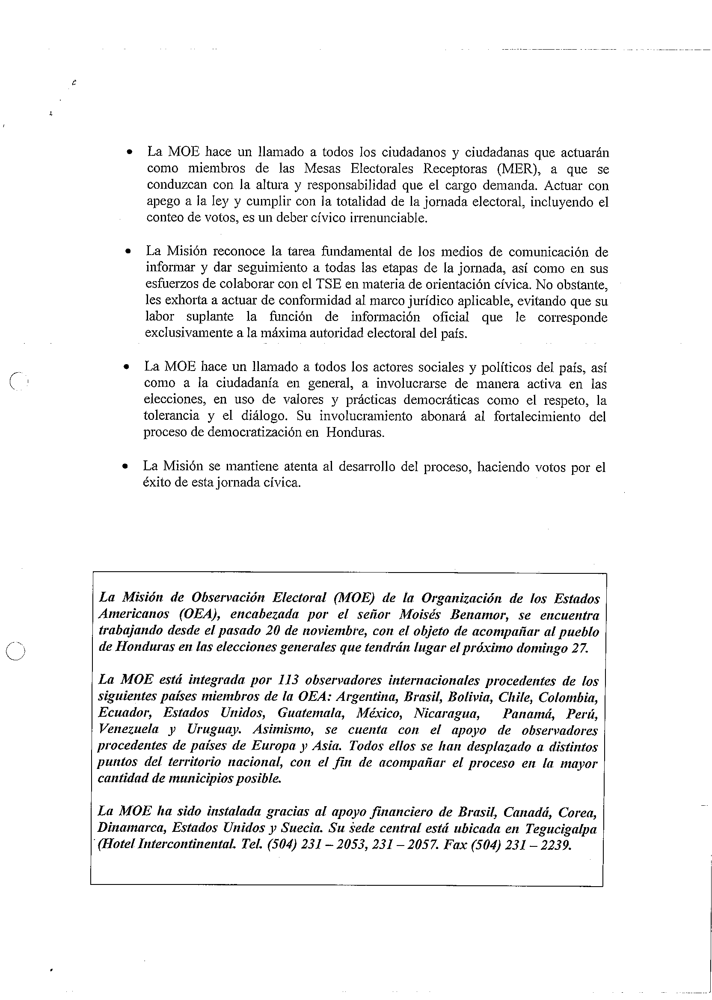 • La MOE hace un llamado a todos los ciudadanos y ciudadanas que actuarán
como miembros de las Mesas Electorales Receptoras (MER), a que se
conduzcan con la altura y responsabilidad que el cargo demanda. Actuar con
apego a la ley y cumplir con la totalidad de la jornada electoral, incluyendo el
conteo de votos, es un deber cívico irrenunciable.
• La Misión reconoce la tarea fundamental de los medios de comunicación de
informar y dar seguimiento a todas las etapas de la jornada, así como en sus
esfuerzos de colaborar con el TSE en materia de orientación cívica. No obstante,
les exhorta a actuar de conformidad al marco jurídico aplicable, evitando que su
labor suplante la función de información oficial que le corresponde
exclusivamente a la máxima autoridad electoral del país.
• La MOE hace un llamado a todos los actores sociales y políticos del país, así
como a la ciudadanía en general, a involucrarse de manera activa en las
elecciones, en uso de valores y prácticas democráticas como el respeto, la
tolerancia y el diálogo. Su involucramiento abonará al fortalecimiento del
proceso de democratización en Honduras.
• La Misión se mantiene atenta al desarrollo del proceso, haciendo votos por el
éxito de esta jornada cívica.
La Misión de Observación Electoral (MOE) de la Organización de los Estados
Americanos (OEA), encabezada por el señor Moisés Benamor, se encuentra
trabajando desde el pasado 20 de noviembre, con el objeto de acompañar al pueblo
de Honduras en las elecciones generales que tendrán lugar el próximo domingo 27.
La MOE está integrada por 113 observadores internacionales procedentes de los
siguientes países miembros de la OEA: Argentina, Brasil, Bolivia, Chile, Colombia,
Ecuador, Estados Unidos, Guatemala, México, Nicaragua, Panamá, Perú,
Venezuela y Uruguay. Asimismo, se cuenta con el apoyo de observadores
procedentes de países de Europa y Asia. Todos ellos se han desplazado a distintos
puntos del territorio nacional, con el fin de acompañar el proceso en la mayor
cantidad de municipios posible.
La MOE ha sido instalada gracias al apoyo financiero de Brasil, Canadá, Corea,
Dinamarca, Estados Unidos y Suecia. Su sede central está ubicada en Tegucigalpa
(Hotel Intercontinental. Tel. (504) 231 – 2053, 231 – 2057. Fax (504) 231 – 2239.